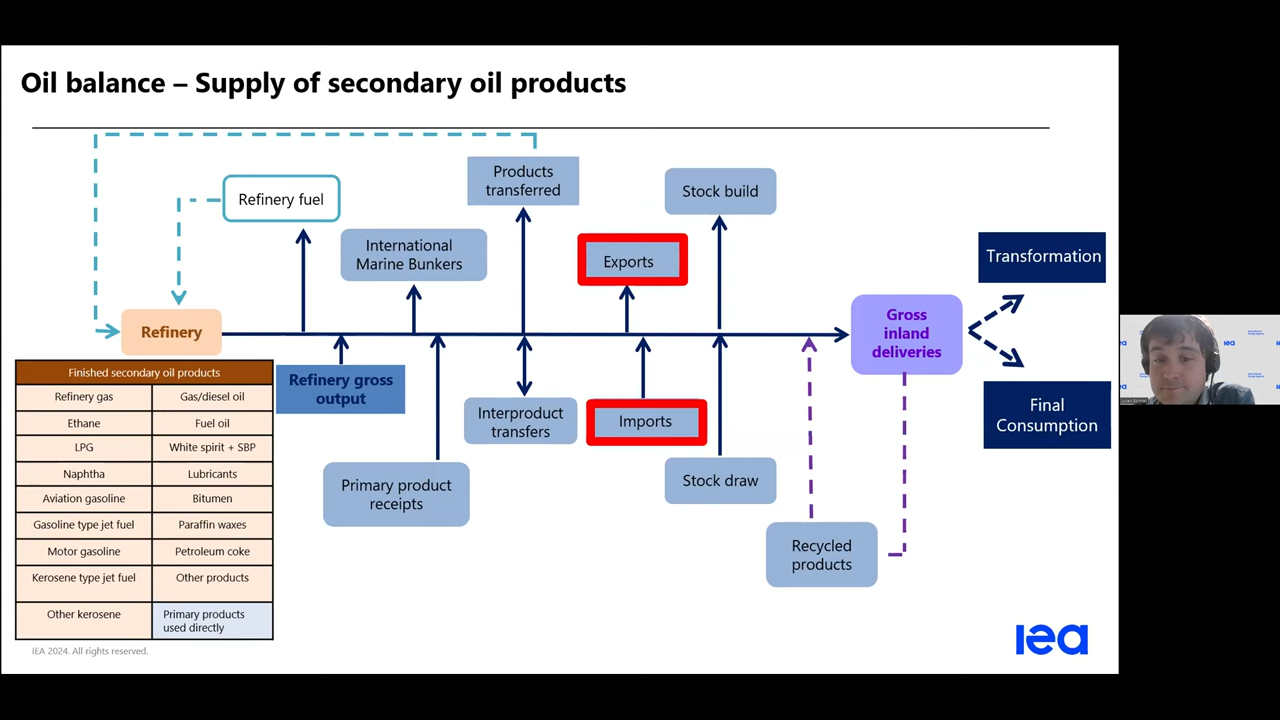 Oil balance – Supply of secondary oil products
Products
transferred
Stock build
Refinery fuel
International
Marine Bunkers
Exports
Transformation
Refinery
Gross
inland
deliveries
Refinery gross
output
Interproduct
transfers
Imports
Final
Consumption
Primary product
receipts
Stock draw
Recycled
products
Finished secondary oil products
Refinery gas
Gas/diesel oil
Ethane
Fuel oil
LPG
White spirit + SBP
Naphtha
Lubricants
Aviation gasoline
Bitumen
Gasoline type jet fuel
Paraffin waxes
Motor gasoline
Petroleum coke
Kerosene type jet fuel
Other products
Other kerosene
Primary products
used directly
IEA 2024. All rights reserved.
iea